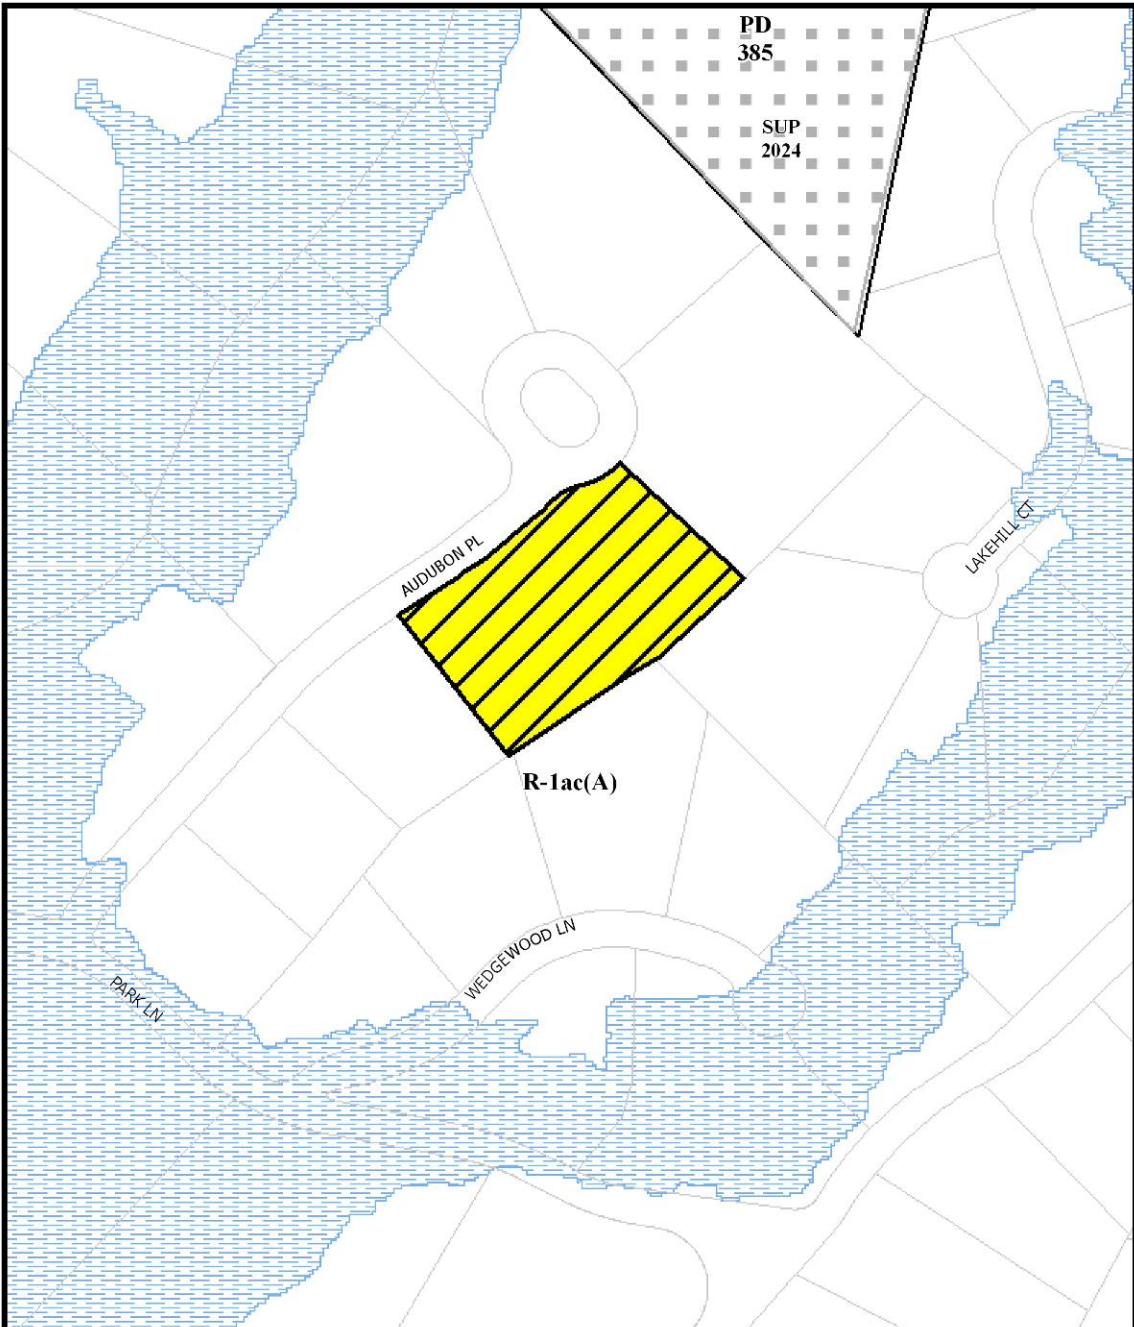 PD
385
SUP
2024
AUDUBON PL
LAKEHILL CT
R-1ac(A)
WEDGEWOOD LN
PARK LN